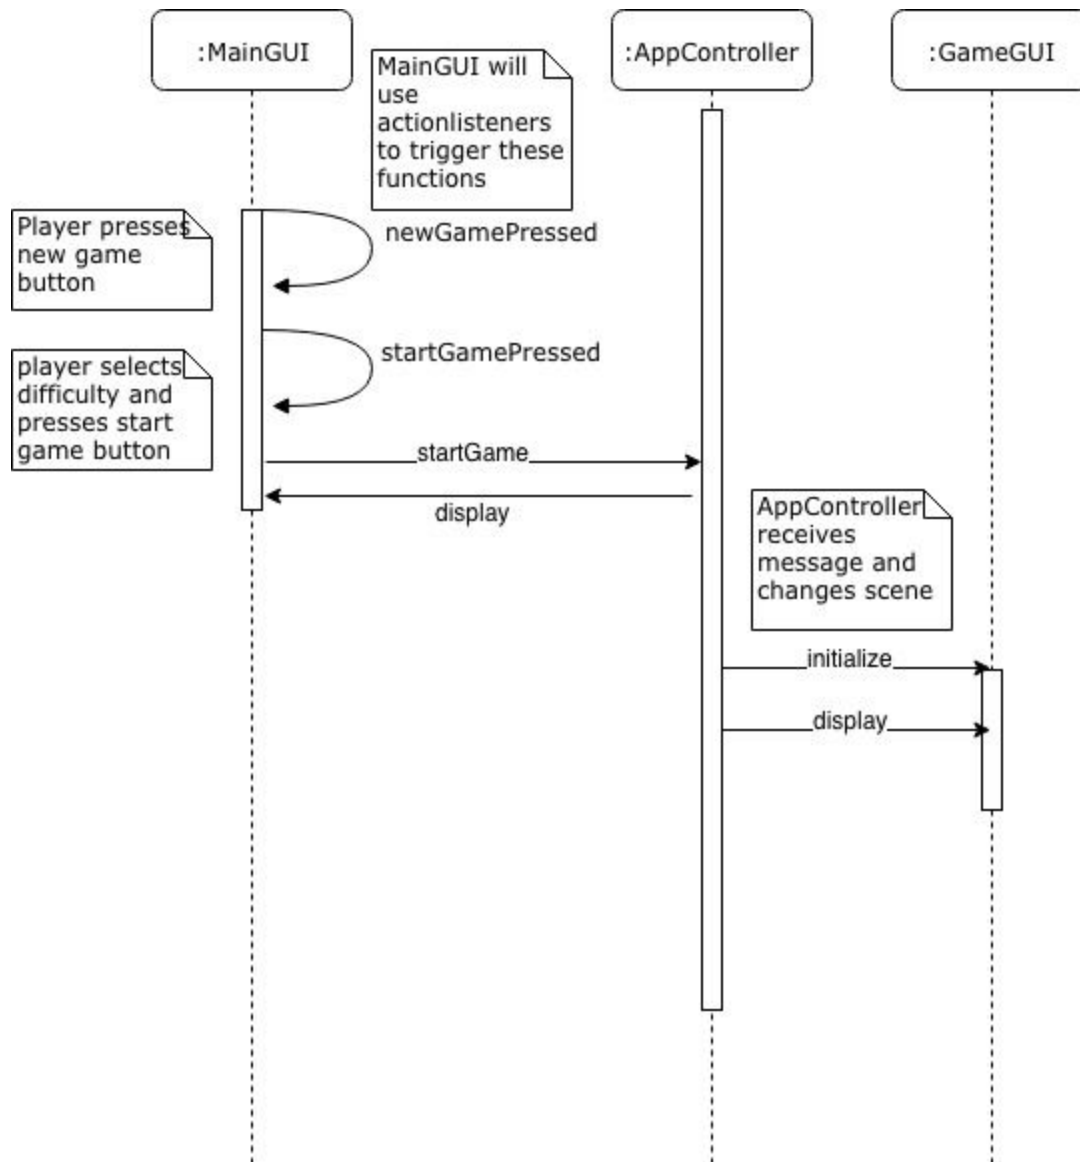 :MainGUI
:AppController
:GameGUI
MainGUI will
use
actionlisteners
to trigger these
functions
Player presses
new game
button
newGamePressed
player selects
difficulty and
presses start
game button
startGamePressed
startGame
display
AppController
receives
message and
changes scene
initialize
display